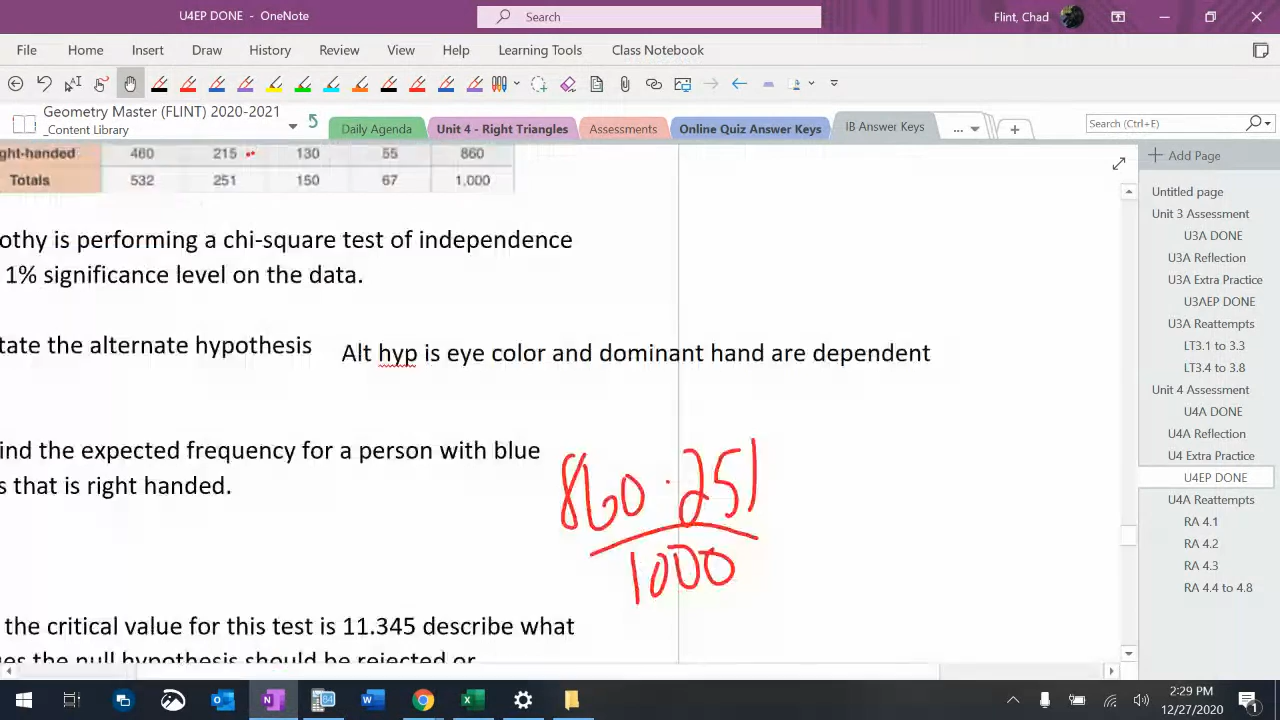 U4EP DONE - OneNote
Search
Flint, Chad
File Home Insert Draw History Review View Help Learning Tools Class Notebook
Geometry Master (FLINT) 2020-2021
_Content Library
Daily Agenda
Unit 4 - Right Triangles
Assessments
Online Quiz Answer Keys
IB Answer Keys
...
Search (Ctrl+E)
Add Page
ght-handed 460 215 130 55 860
Totals 532 251 150 67 1,000
othy is performing a chi-square test of independence
1% significance level on the data.
tate the alternate hypothesis
Alt hyp is eye color and dominant hand are dependent
ind the expected frequency for a person with blue
s that is right handed.
860 · 251
1000
the critical value for this test is 11.345 describe what
ues the null hypothesis should be rejected or
Untitled page
Unit 3 Assessment
U3A DONE
U3A Reflection
U3A Extra Practice
U3AEP DONE
U3A Reattempts
LT3.1 to 3.3
LT3.4 to 3.8
Unit 4 Assessment
U4A DONE
U4A Reflection
U4 Extra Practice
U4EP DONE
U4A Reattempts
RA 4.1
RA 4.2
RA 4.3
RA 4.4 to 4.8
2:29 PM
12/27/2020
1